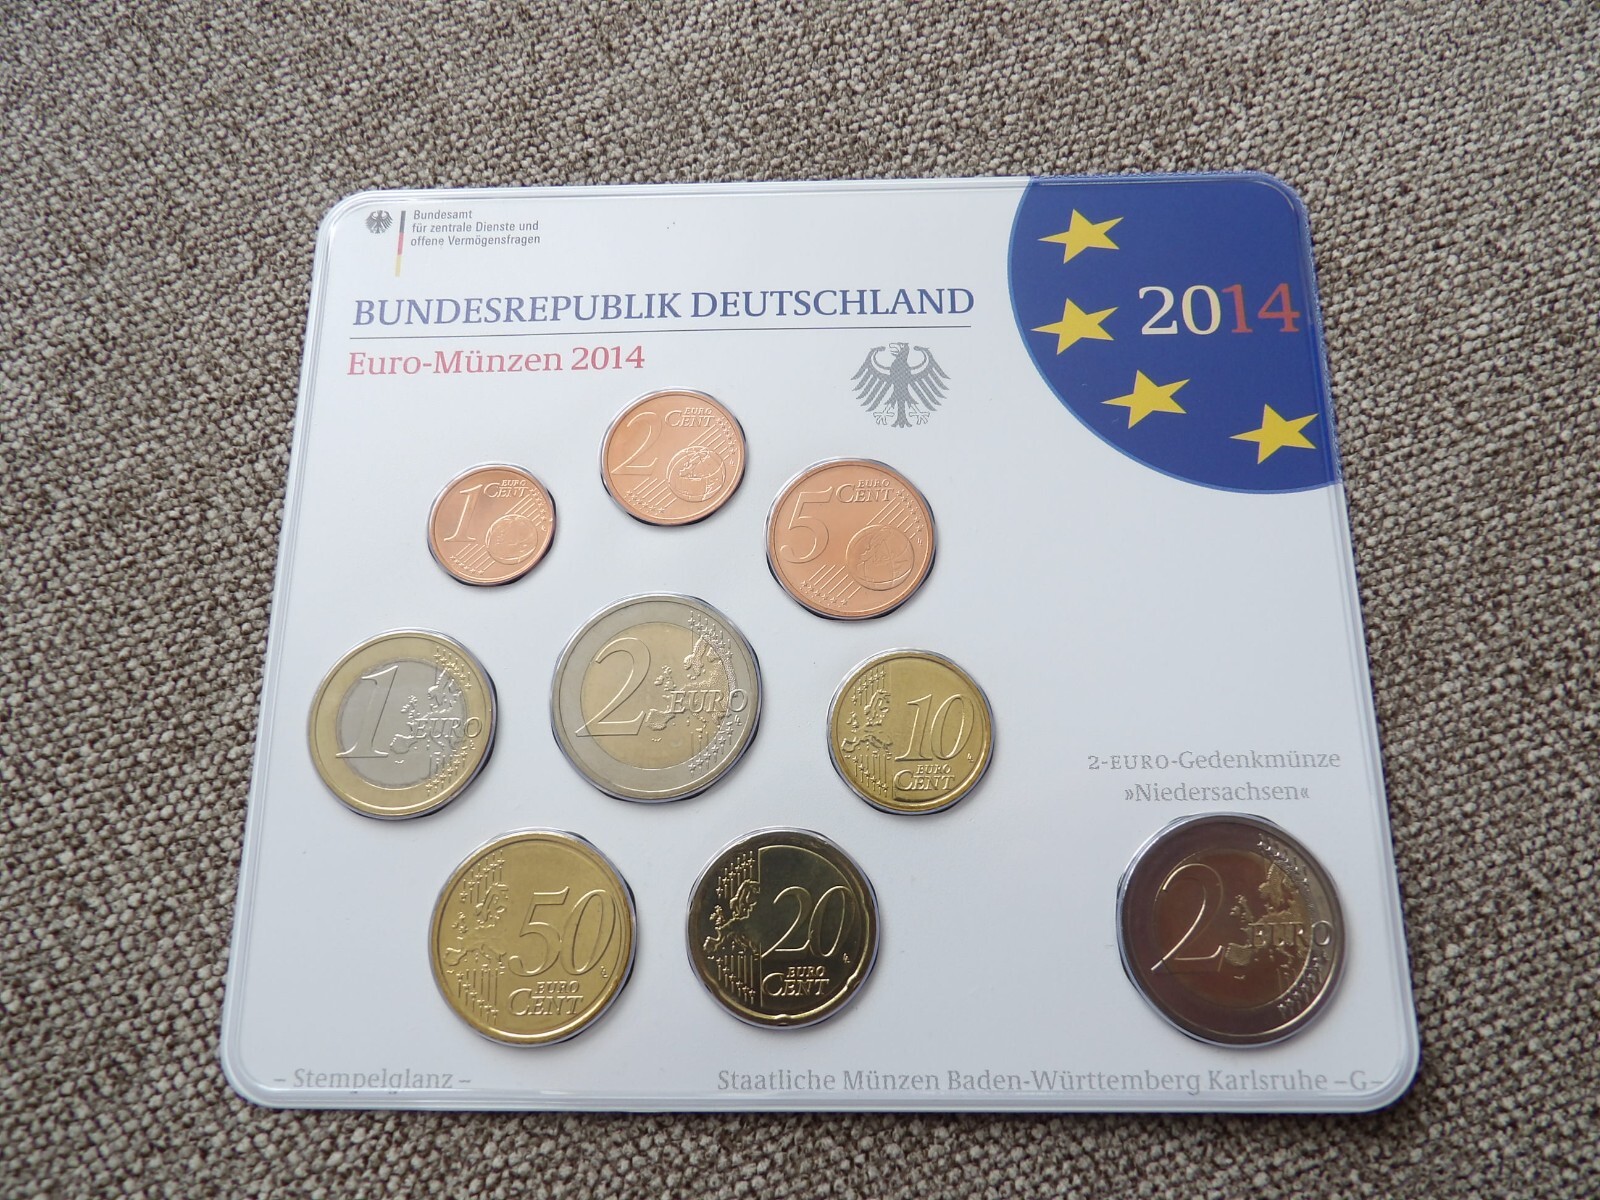 Bundesamt
für zentrale Dienste und
offene Vermögensfragen
BUNDESREPUBLIK DEUTSCHLAND
Euro-Münzen 2014
2014
2 EURO CENT
1 EURO CENT
5 EURO CENT
1 EURO
2 EURO
10 EURO CENT
50 EURO CENT
20 EURO CENT
2-EURO-Gedenkmünze
»Niedersachsen«
2 EURO
– Stempelglanz –
Staatliche Münzen Baden-Württemberg Karlsruhe –G–